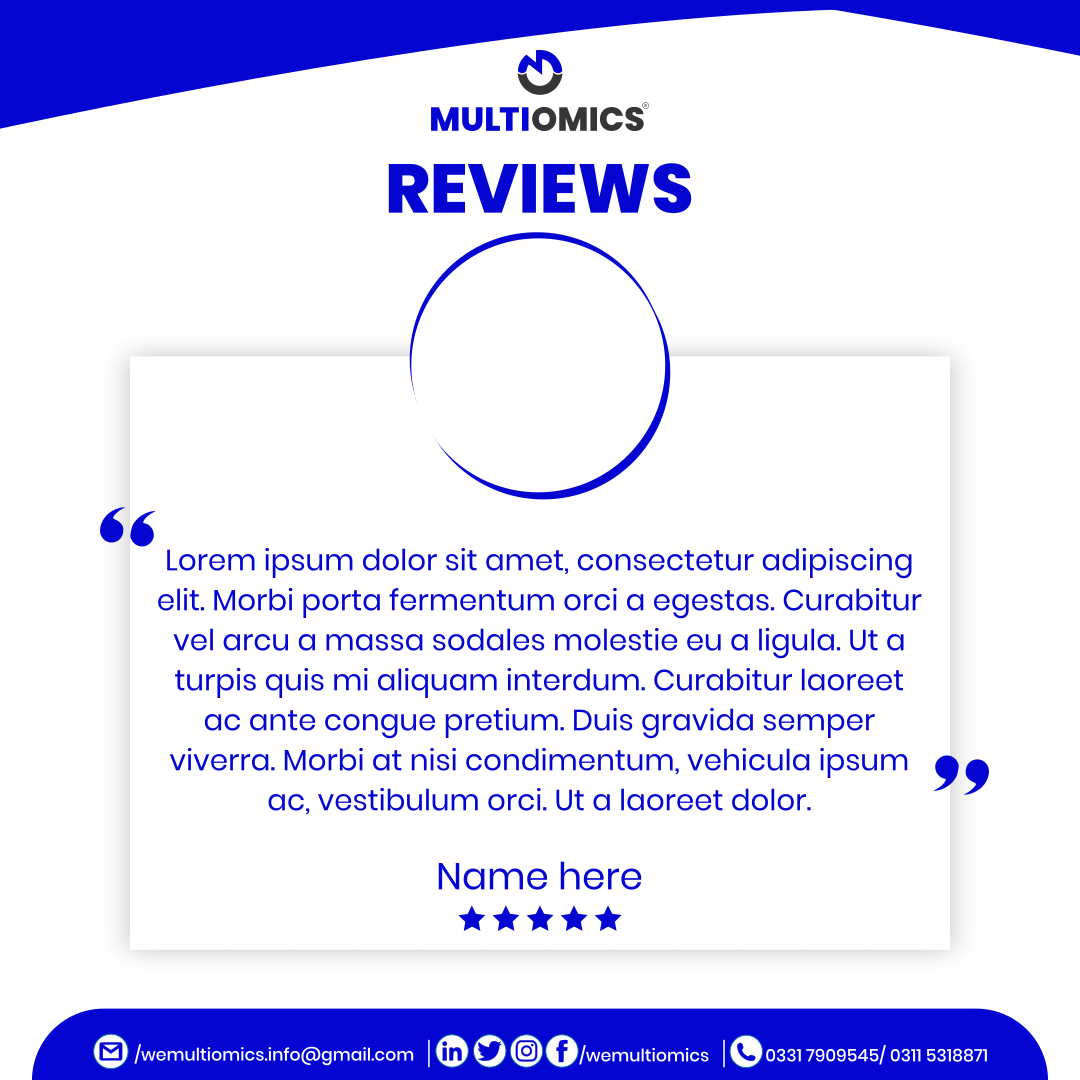 MULTIOMICS®
REVIEWS
“
Lorem ipsum dolor sit amet, consectetur adipiscing
elit. Morbi porta fermentum orci a egestas. Curabitur
vel arcu a massa sodales molestie eu a ligula. Ut a
turpis quis mi aliquam interdum. Curabitur laoreet
ac ante congue pretium. Duis gravida semper
viverra. Morbi at nisi condimentum, vehicula ipsum
ac, vestibulum orci. Ut a laoreet dolor.
”
Name here
/wemultiomics.info@gmail.com | /wemultiomics | 0331 7909545/ 0311 5318871